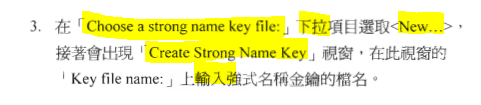 3. 在「Choose a strong name key file:」下拉項目選取<New…>，
接著會出現「Create Strong Name Key」視窗，在此視窗的
「Key file name:」上輸入強式名稱金鑰的檔名。